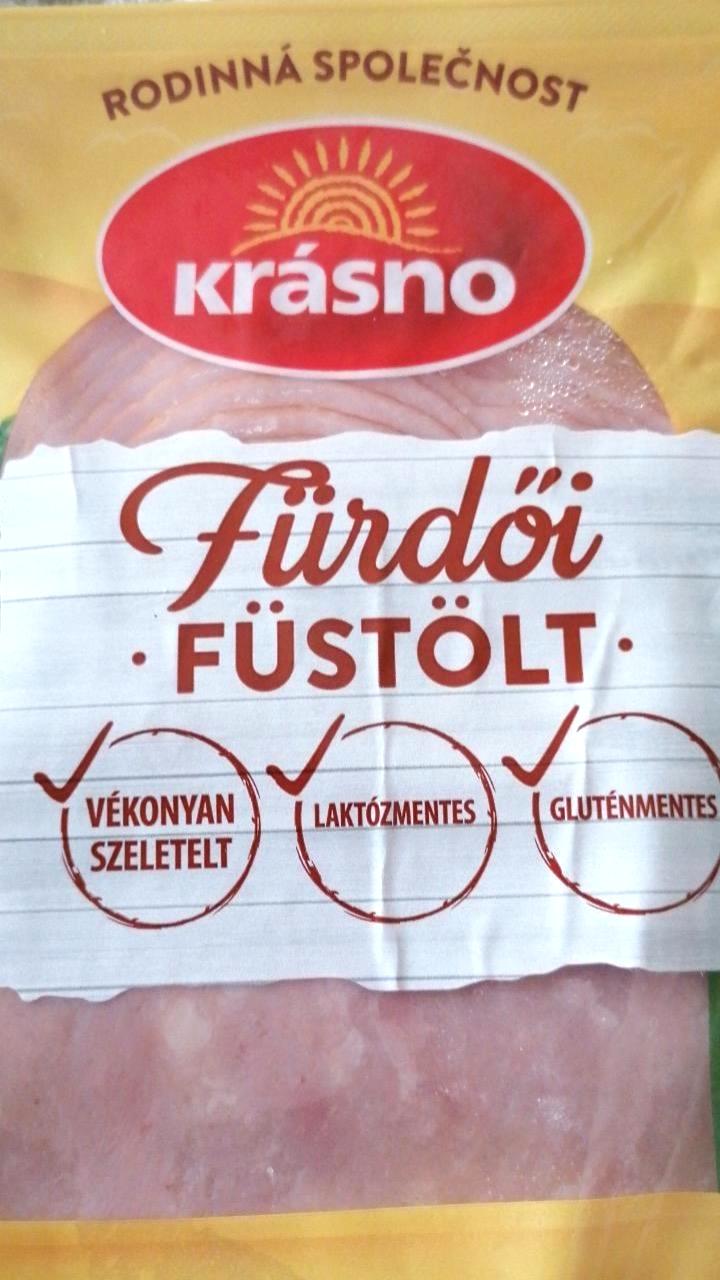 RODINNÁ SPOLEČNOST
Krásno
Fürdői
·FÜSTÖLT·
VÉKONYAN
SZELETELT
LAKTÓZMENTES
GLUTÉNMENTES